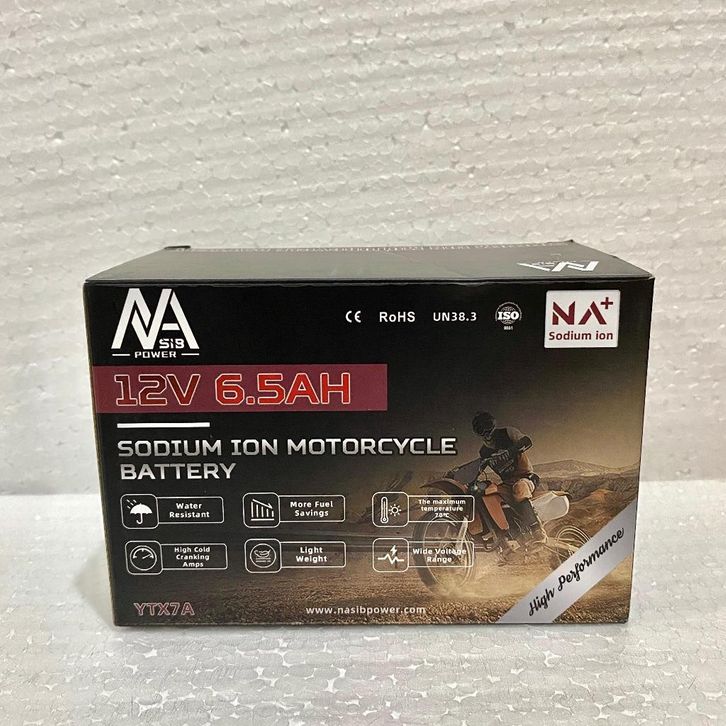 NA
SiB
POWER
CE RoHS UN38.3 ISO
9001
NA+
Sodium ion
12V 6.5AH
SODIUM ION MOTORCYCLE
BATTERY
Water
Resistant
More Fuel
Savings
The maximum
temperature
70°C
High Cold
Cranking
Amps
Light
Weight
Wide Voltage
Range
YTX7A
www.nasibpower.com
High Performance